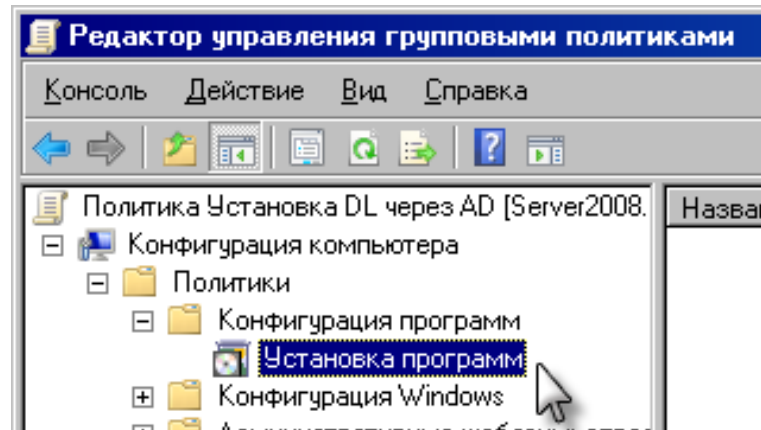 Редактор управления групповыми политиками
Консоль Действие Вид Справка
Политика Установка DL через AD [Server2008.
Назва
Конфигурация компьютера
Политики
Конфигурация программ
Установка программ
Конфигурация Windows